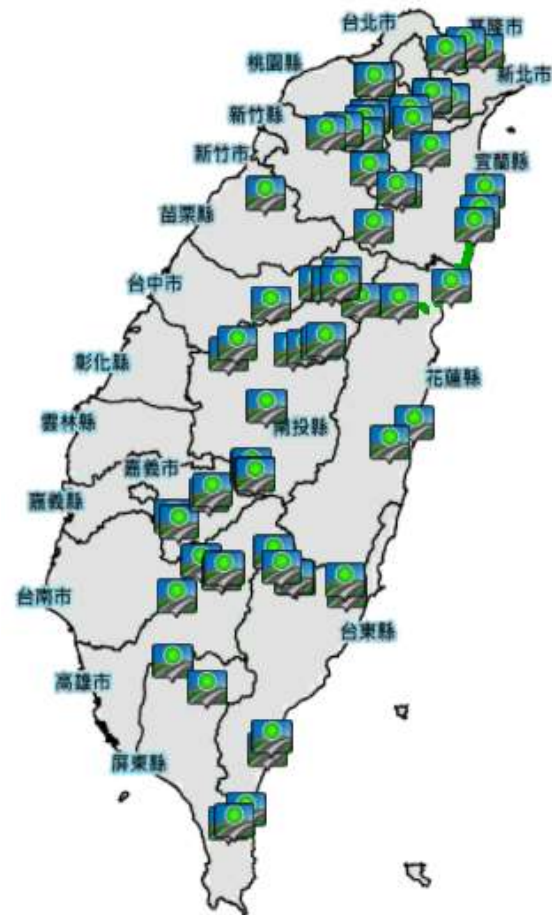 台北市
基隆市
桃園縣
新北市
新竹縣
新竹市
宜蘭縣
苗栗縣
台中市
彰化縣
花蓮縣
雲林縣
南投縣
嘉義市
嘉義縣
台南市
台東縣
高雄市
屏東縣